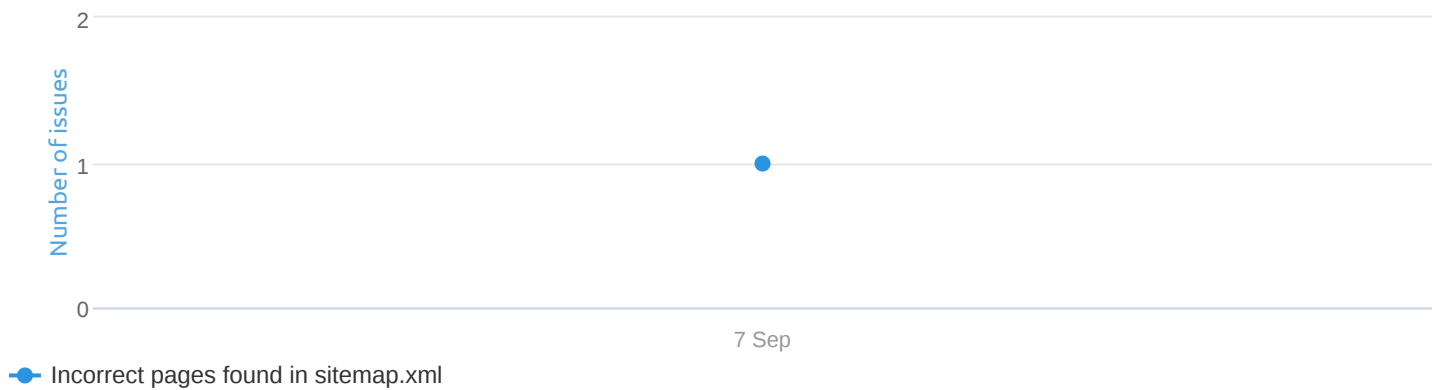 2
Number of issues
1
0
7 Sep
Incorrect pages found in sitemap.xml